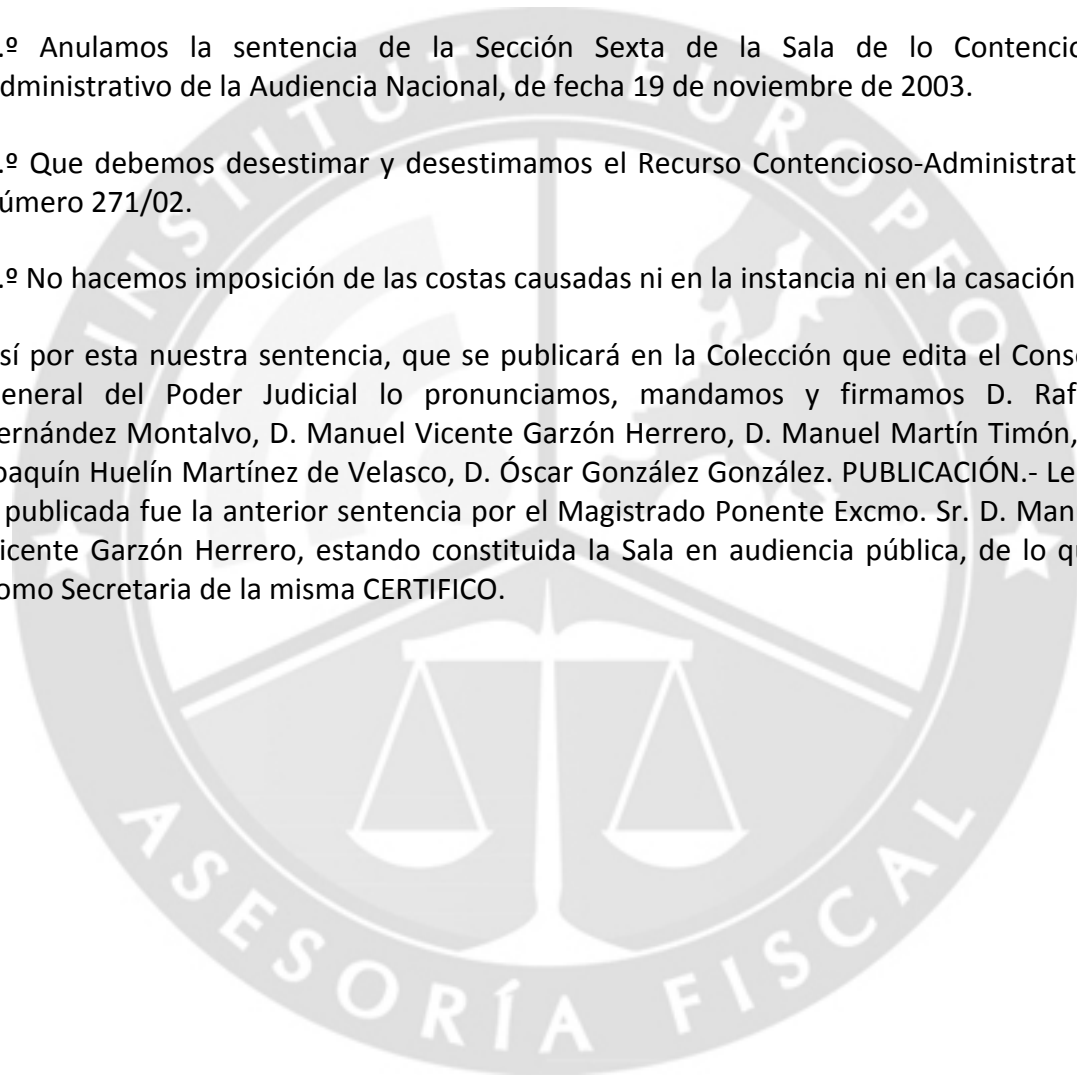 .º Anulamos la sentencia de la Sección Sexta de la Sala de lo Contencio
dministrativo de la Audiencia Nacional, de fecha 19 de noviembre de 2003.
.º Que debemos desestimar y desestimamos el Recurso Contencioso-Administrat
úmero 271/02.
.º No hacemos imposición de las costas causadas ni en la instancia ni en la casación
sí por esta nuestra sentencia, que se publicará en la Colección que edita el Cons
eneral del Poder Judicial lo pronunciamos, mandamos y firmamos D. Raf
ernández Montalvo, D. Manuel Vicente Garzón Herrero, D. Manuel Martín Timón,
oaquín Huelín Martínez de Velasco, D. Óscar González González. PUBLICACIÓN.- Le
publicada fue la anterior sentencia por el Magistrado Ponente Excmo. Sr. D. Man
icente Garzón Herrero, estando constituida la Sala en audiencia pública, de lo qu
omo Secretaria de la misma CERTIFICO.
INSTITUTO EUROPEO
ASESORÍA FISCAL